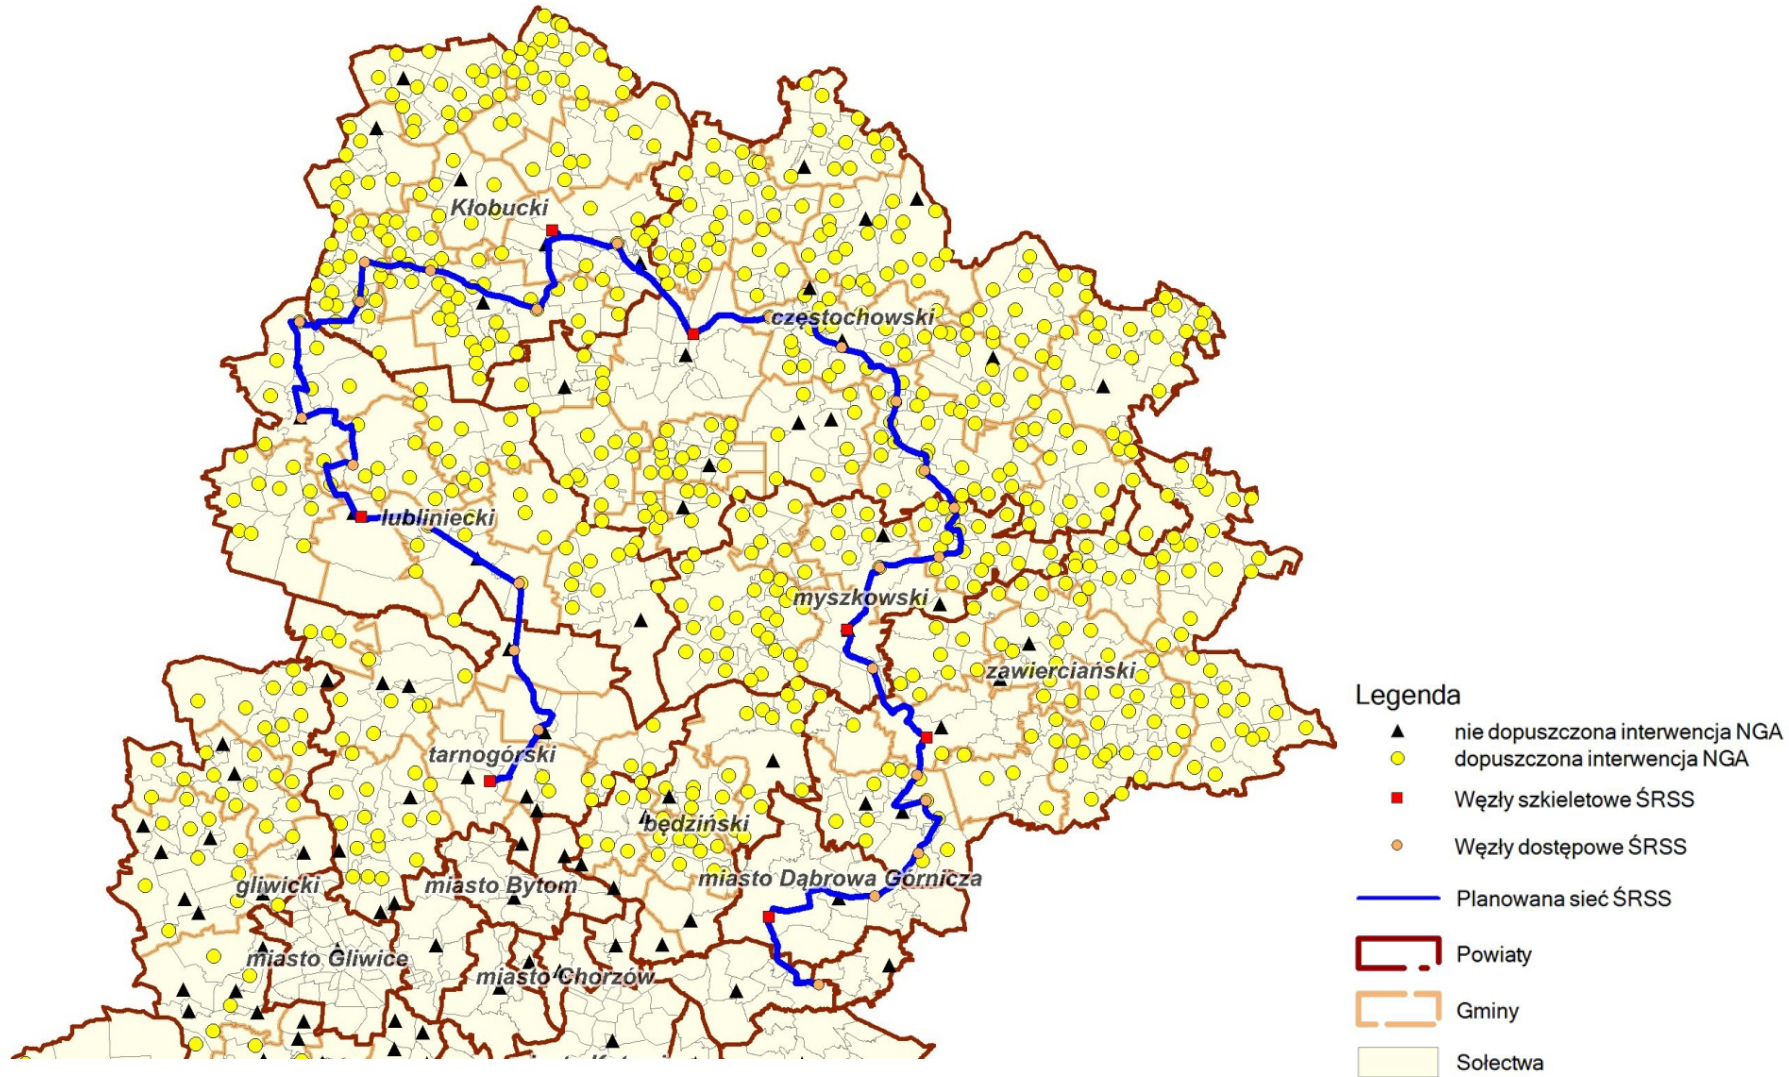 Kłobucki
częstochowski
lubliniecki
myszkowski
zawierciański
tarnogórski
będziński
gliwicki
miasto Bytom
miasto Dąbrowa Górnicza
miasto Gliwice
miasto Chorzów
Legenda
nie dopuszczona interwencja NGA
dopuszczona interwencja NGA
Węzły szkieletowe ŚRSS
Węzły dostępowe ŚRSS
Planowana sieć ŚRSS
Powiaty
Gminy
Sołectwa